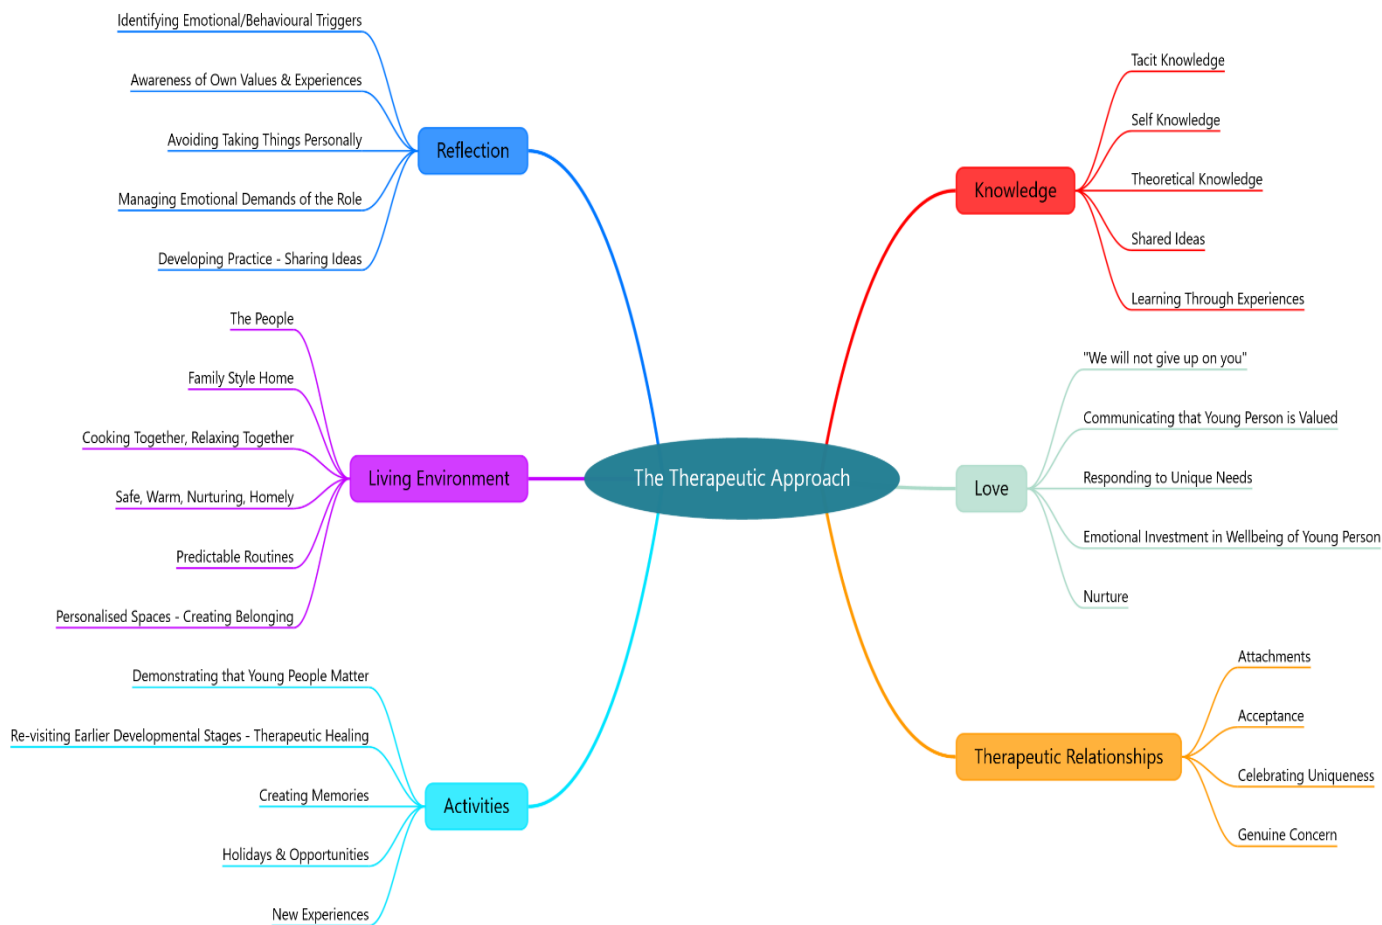 The Therapeutic Approach
Reflection
Identifying Emotional/Behavioural Triggers
Awareness of Own Values & Experiences
Avoiding Taking Things Personally
Managing Emotional Demands of the Role
Developing Practice - Sharing Ideas
Living Environment
The People
Family Style Home
Cooking Together, Relaxing Together
Safe, Warm, Nurturing, Homely
Predictable Routines
Personalised Spaces - Creating Belonging
Activities
Demonstrating that Young People Matter
Re-visiting Earlier Developmental Stages - Therapeutic Healing
Creating Memories
Holidays & Opportunities
New Experiences
Knowledge
Tacit Knowledge
Self Knowledge
Theoretical Knowledge
Shared Ideas
Learning Through Experiences
Love
"We will not give up on you"
Communicating that Young Person is Valued
Responding to Unique Needs
Emotional Investment in Wellbeing of Young Person
Nurture
Therapeutic Relationships
Attachments
Acceptance
Celebrating Uniqueness
Genuine Concern